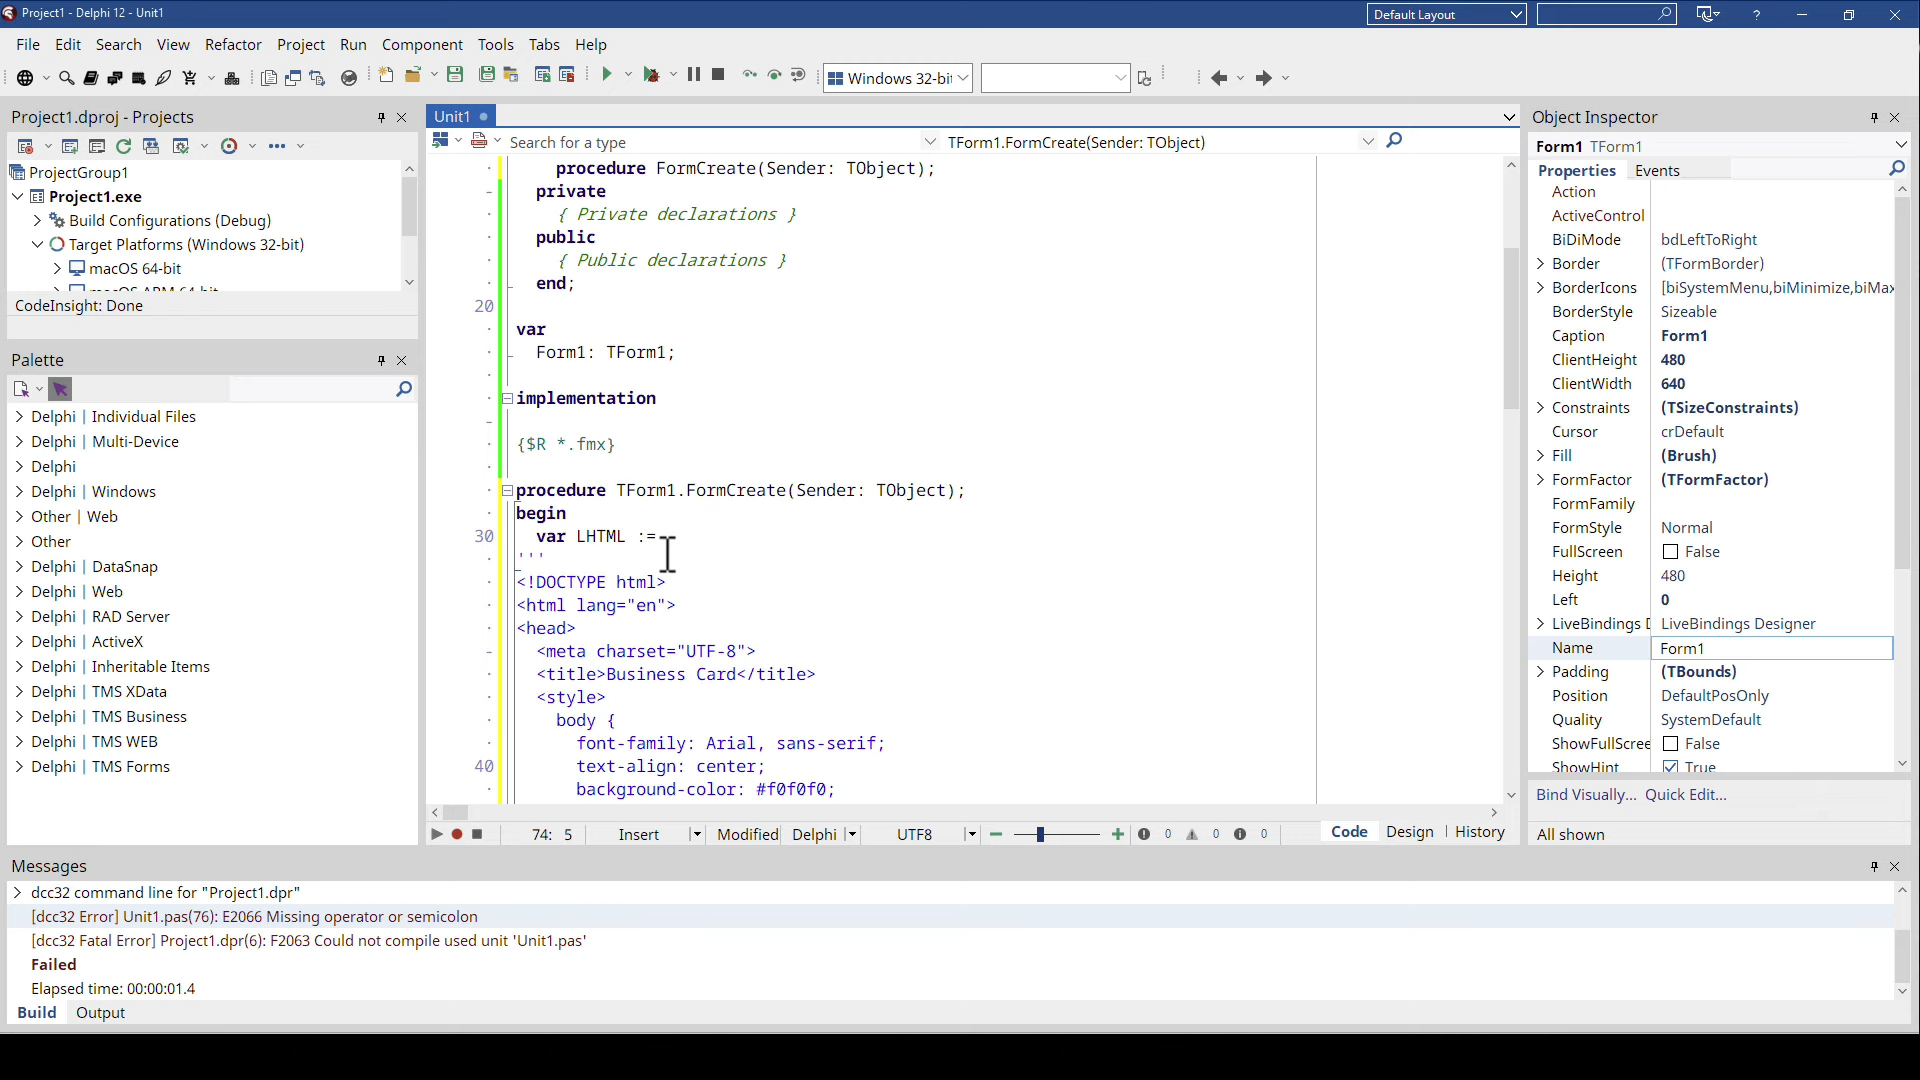 Project1 - Delphi 12 - Unit1
Default Layout
?
File Edit Search View Refactor Project Run Component Tools Tabs Help
Windows 32-bit
Project1.dproj - Projects
ProjectGroup1
Project1.exe
Build Configurations (Debug)
Target Platforms (Windows 32-bit)
macOS 64-bit
macOS ARM 64-bit
CodeInsight: Done
Palette
Delphi | Individual Files
Delphi | Multi-Device
Delphi
Delphi | Windows
Other | Web
Other
Delphi | DataSnap
Delphi | Web
Delphi | RAD Server
Delphi | ActiveX
Delphi | Inheritable Items
Delphi | TMS XData
Delphi | TMS Business
Delphi | TMS WEB
Delphi | TMS Forms
Unit1
Search for a type
TForm1.FormCreate(Sender: TObject)
procedure FormCreate(Sender: TObject);
private
{ Private declarations }
public
{ Public declarations }
end;
20
var
Form1: TForm1;
implementation
{$R *.fmx}
procedure TForm1.FormCreate(Sender: TObject);
begin
30 var LHTML :=
'''
<!DOCTYPE html>
<html lang="en">
<head>
<meta charset="UTF-8">
<title>Business Card</title>
<style>
body {
font-family: Arial, sans-serif;
40 text-align: center;
background-color: #f0f0f0;
74: 5 Insert Modified Delphi UTF8 0 0 0 Code Design History
Object Inspector
Form1 TForm1
Properties Events
Action
ActiveControl
BiDiMode bdLeftToRight
Border (TFormBorder)
BorderIcons [biSystemMenu,biMinimize,biMax
BorderStyle Sizeable
Caption Form1
ClientHeight 480
ClientWidth 640
Constraints (TSizeConstraints)
Cursor crDefault
Fill (Brush)
FormFactor (TFormFactor)
FormFamily
FormStyle Normal
FullScreen False
Height 480
Left 0
LiveBindings D LiveBindings Designer
Name Form1
Padding (TBounds)
Position DefaultPosOnly
Quality SystemDefault
ShowFullScree False
ShowHint True
Bind Visually... Quick Edit...
All shown
Messages
dcc32 command line for "Project1.dpr"
[dcc32 Error] Unit1.pas(76): E2066 Missing operator or semicolon
[dcc32 Fatal Error] Project1.dpr(6): F2063 Could not compile used unit 'Unit1.pas'
Failed
Elapsed time: 00:00:01.4
Build Output